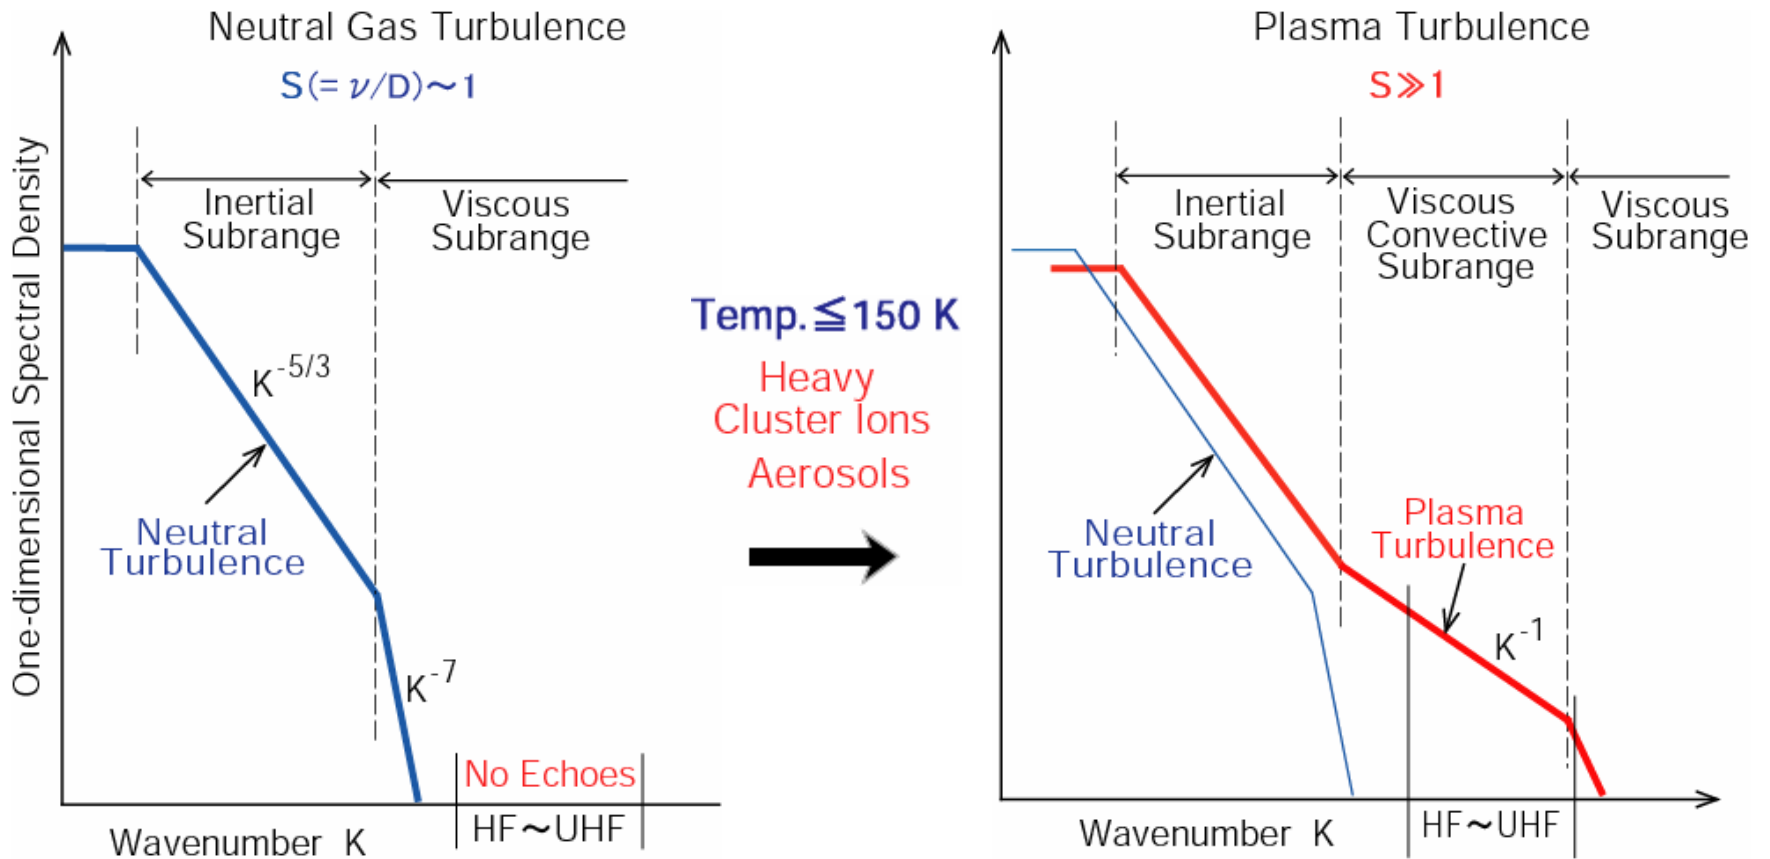 Neutral Gas Turbulence
S(= ν/D)~1
One-dimensional Spectral Density
Inertial
Subrange
Viscous
Subrange
K-5/3
Neutral
Turbulence
K-7
No Echoes
HF~UHF
Wavenumber K
Temp.≦150 K
Heavy
Cluster Ions
Aerosols
Plasma Turbulence
S≫1
Inertial
Subrange
Viscous
Convective
Subrange
Viscous
Subrange
Neutral
Turbulence
Plasma
Turbulence
K-1
HF~UHF
Wavenumber K